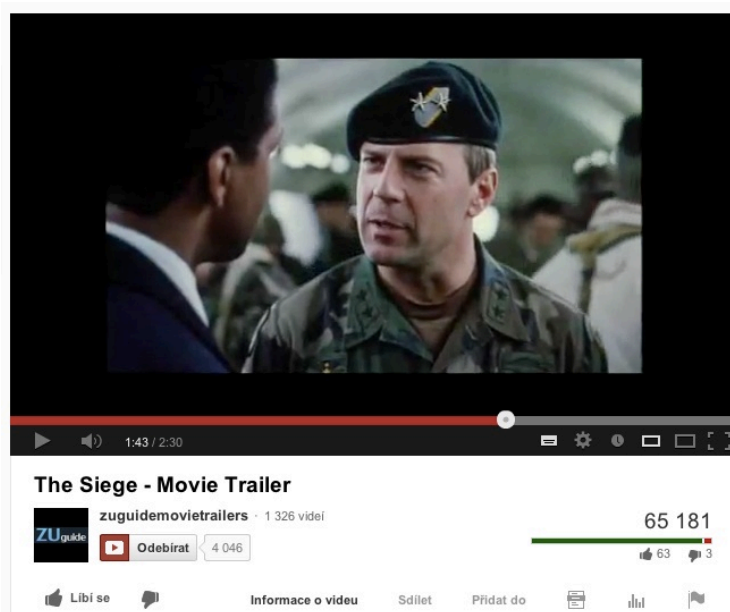 1:43 / 2:30
The Siege - Movie Trailer
ZUguide
zuguidemovietrailers · 1 326 videí
Odebírat 4 046
65 181
63 3
Líbí se Informace o videu Sdílet Přidat do